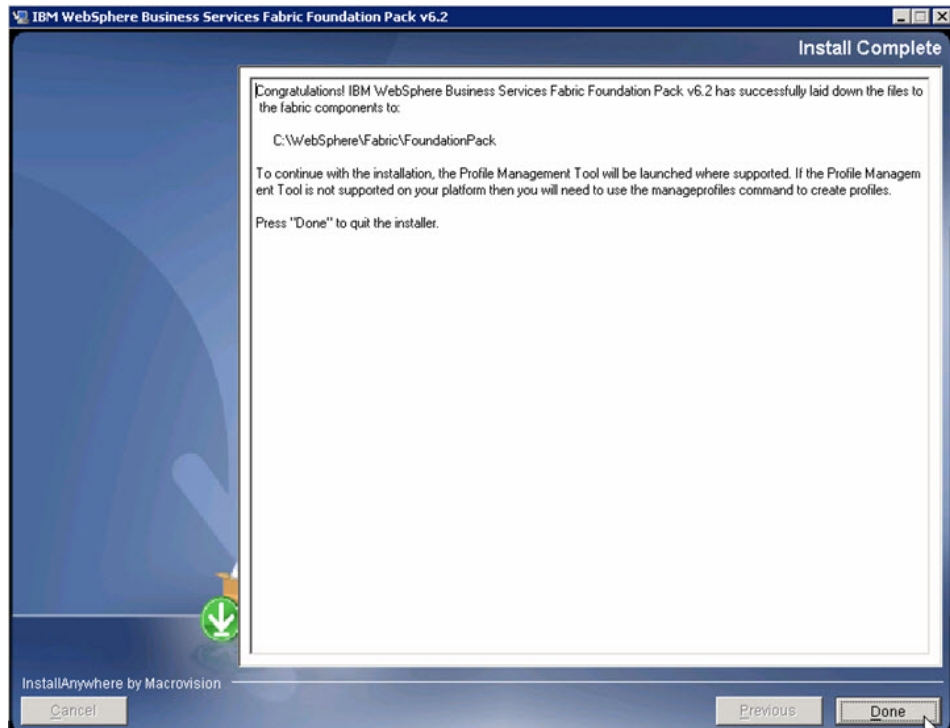 IBM WebSphere Business Services Fabric Foundation Pack v6.2
Install Complete
Congratulations! IBM WebSphere Business Services Fabric Foundation Pack v6.2 has successfully laid down the files to
the fabric components to:
C:\WebSphere\Fabric\FoundationPack
To continue with the installation, the Profile Management Tool will be launched where supported. If the Profile Managem
ent Tool is not supported on your platform then you will need to use the manageprofiles command to create profiles.
Press "Done" to quit the installer.
InstallAnywhere by Macrovision
Cancel
Previous
Done